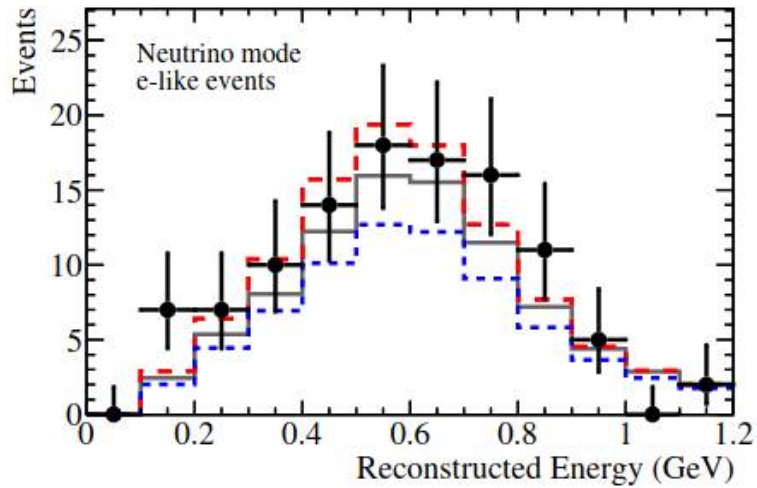 Events
25
20
15
10
5
0
Neutrino mode
e-like events
0 0.2 0.4 0.6 0.8 1 1.2
Reconstructed Energy (GeV)